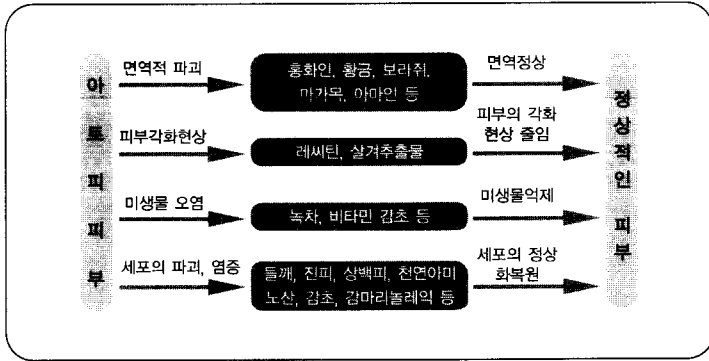 아토피 피부
면역적 파괴
홍화인, 황금, 보라쥐,
마가목, 아마인 등
면역정상
피부각화현상
레씨틴, 살겨추출물
피부의 각화
현상 줄임
미생물 오염
녹차, 비타민 감초 등
미생물억제
세포의 파괴, 염증
들깨, 진피, 상백피, 천연아미
노산, 감초, 감마리놀레익 등
세포의 정상
화복원
정상적인 피부